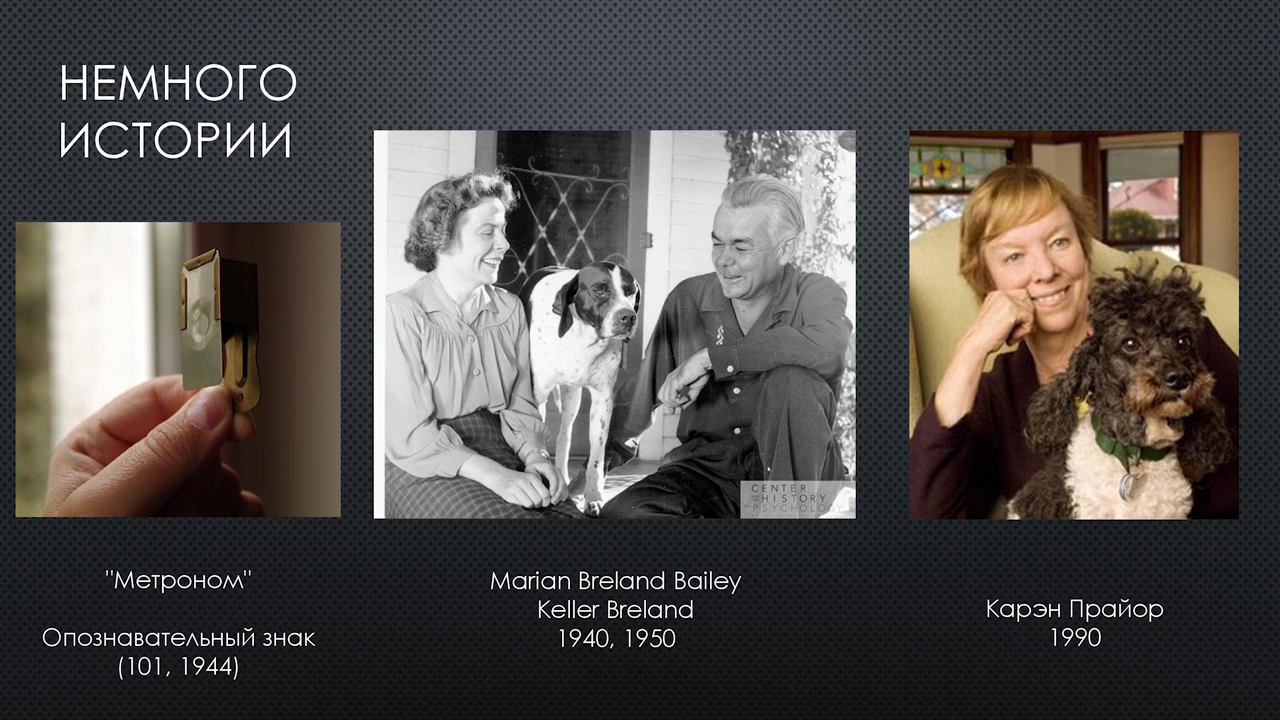 НЕМНОГО
ИСТОРИИ
CENTER
HISTORY
PSYCHOLOGY
"Метроном"
Опознавательный знак
(101, 1944)
Marian Breland Bailey
Keller Breland
1940, 1950
Карэн Прайор
1990